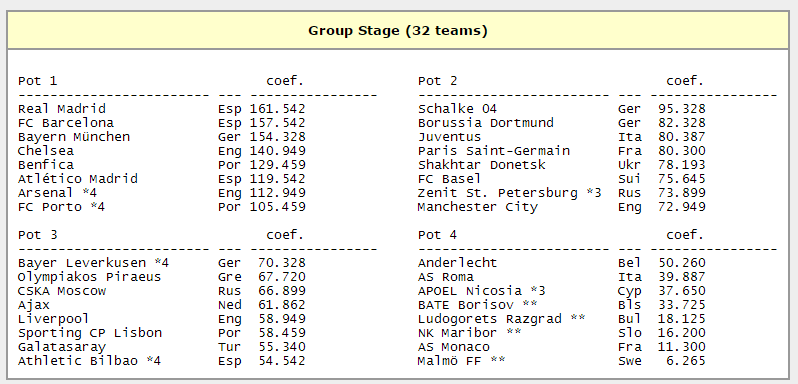 Group Stage (32 teams)
Pot 1 coef.
------------------------ --- ----------------
Real Madrid Esp 161.542
FC Barcelona Esp 157.542
Bayern München Ger 154.328
Chelsea Eng 140.949
Benfica Por 129.459
Atlético Madrid Esp 119.542
Arsenal *4 Eng 112.949
FC Porto *4 Por 105.459
Pot 2 coef.
------------------------ --- ----------------
Schalke 04 Ger 95.328
Borussia Dortmund Ger 82.328
Juventus Ita 80.387
Paris Saint-Germain Fra 80.300
Shakhtar Donetsk Ukr 78.193
FC Basel Sui 75.645
Zenit St. Petersburg *3 Rus 73.899
Manchester City Eng 72.949
Pot 3 coef.
------------------------ --- ----------------
Bayer Leverkusen *4 Ger 70.328
Olympiakos Piraeus Gre 67.720
CSKA Moscow Rus 66.899
Ajax Ned 61.862
Liverpool Eng 58.949
Sporting CP Lisbon Por 58.459
Galatasaray Tur 55.340
Athletic Bilbao *4 Esp 54.542
Pot 4 coef.
------------------------ --- ----------------
Anderlecht Bel 50.260
AS Roma Ita 39.887
APOEL Nicosia *3 Cyp 37.650
BATE Borisov ** Bls 33.725
Ludogorets Razgrad ** Bul 18.125
NK Maribor ** Slo 16.200
AS Monaco Fra 11.300
Malmö FF ** Swe 6.265